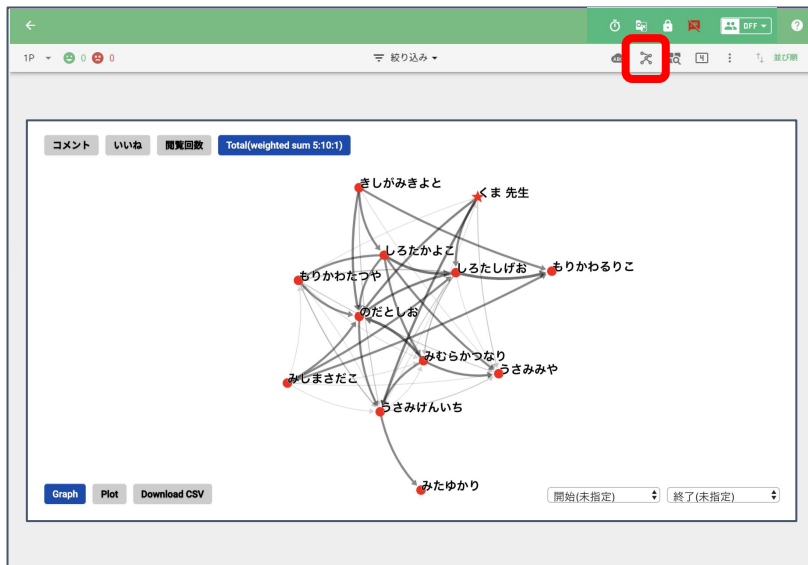 OFF
1P 0 0 絞り込み 4 並び順
コメント いいね 閲覧回数 Total(weighted sum 5:10:1)
きしがみきよと
くま 先生
しろたかよこ
しろたしげお
もりかわるりこ
もりかわたつや
のだとしお
みむらかつなり
うさみみや
みしまさだこ
うさみけんいち
みたゆかり
Graph Plot Download CSV 開始(未指定) 終了(未指定)